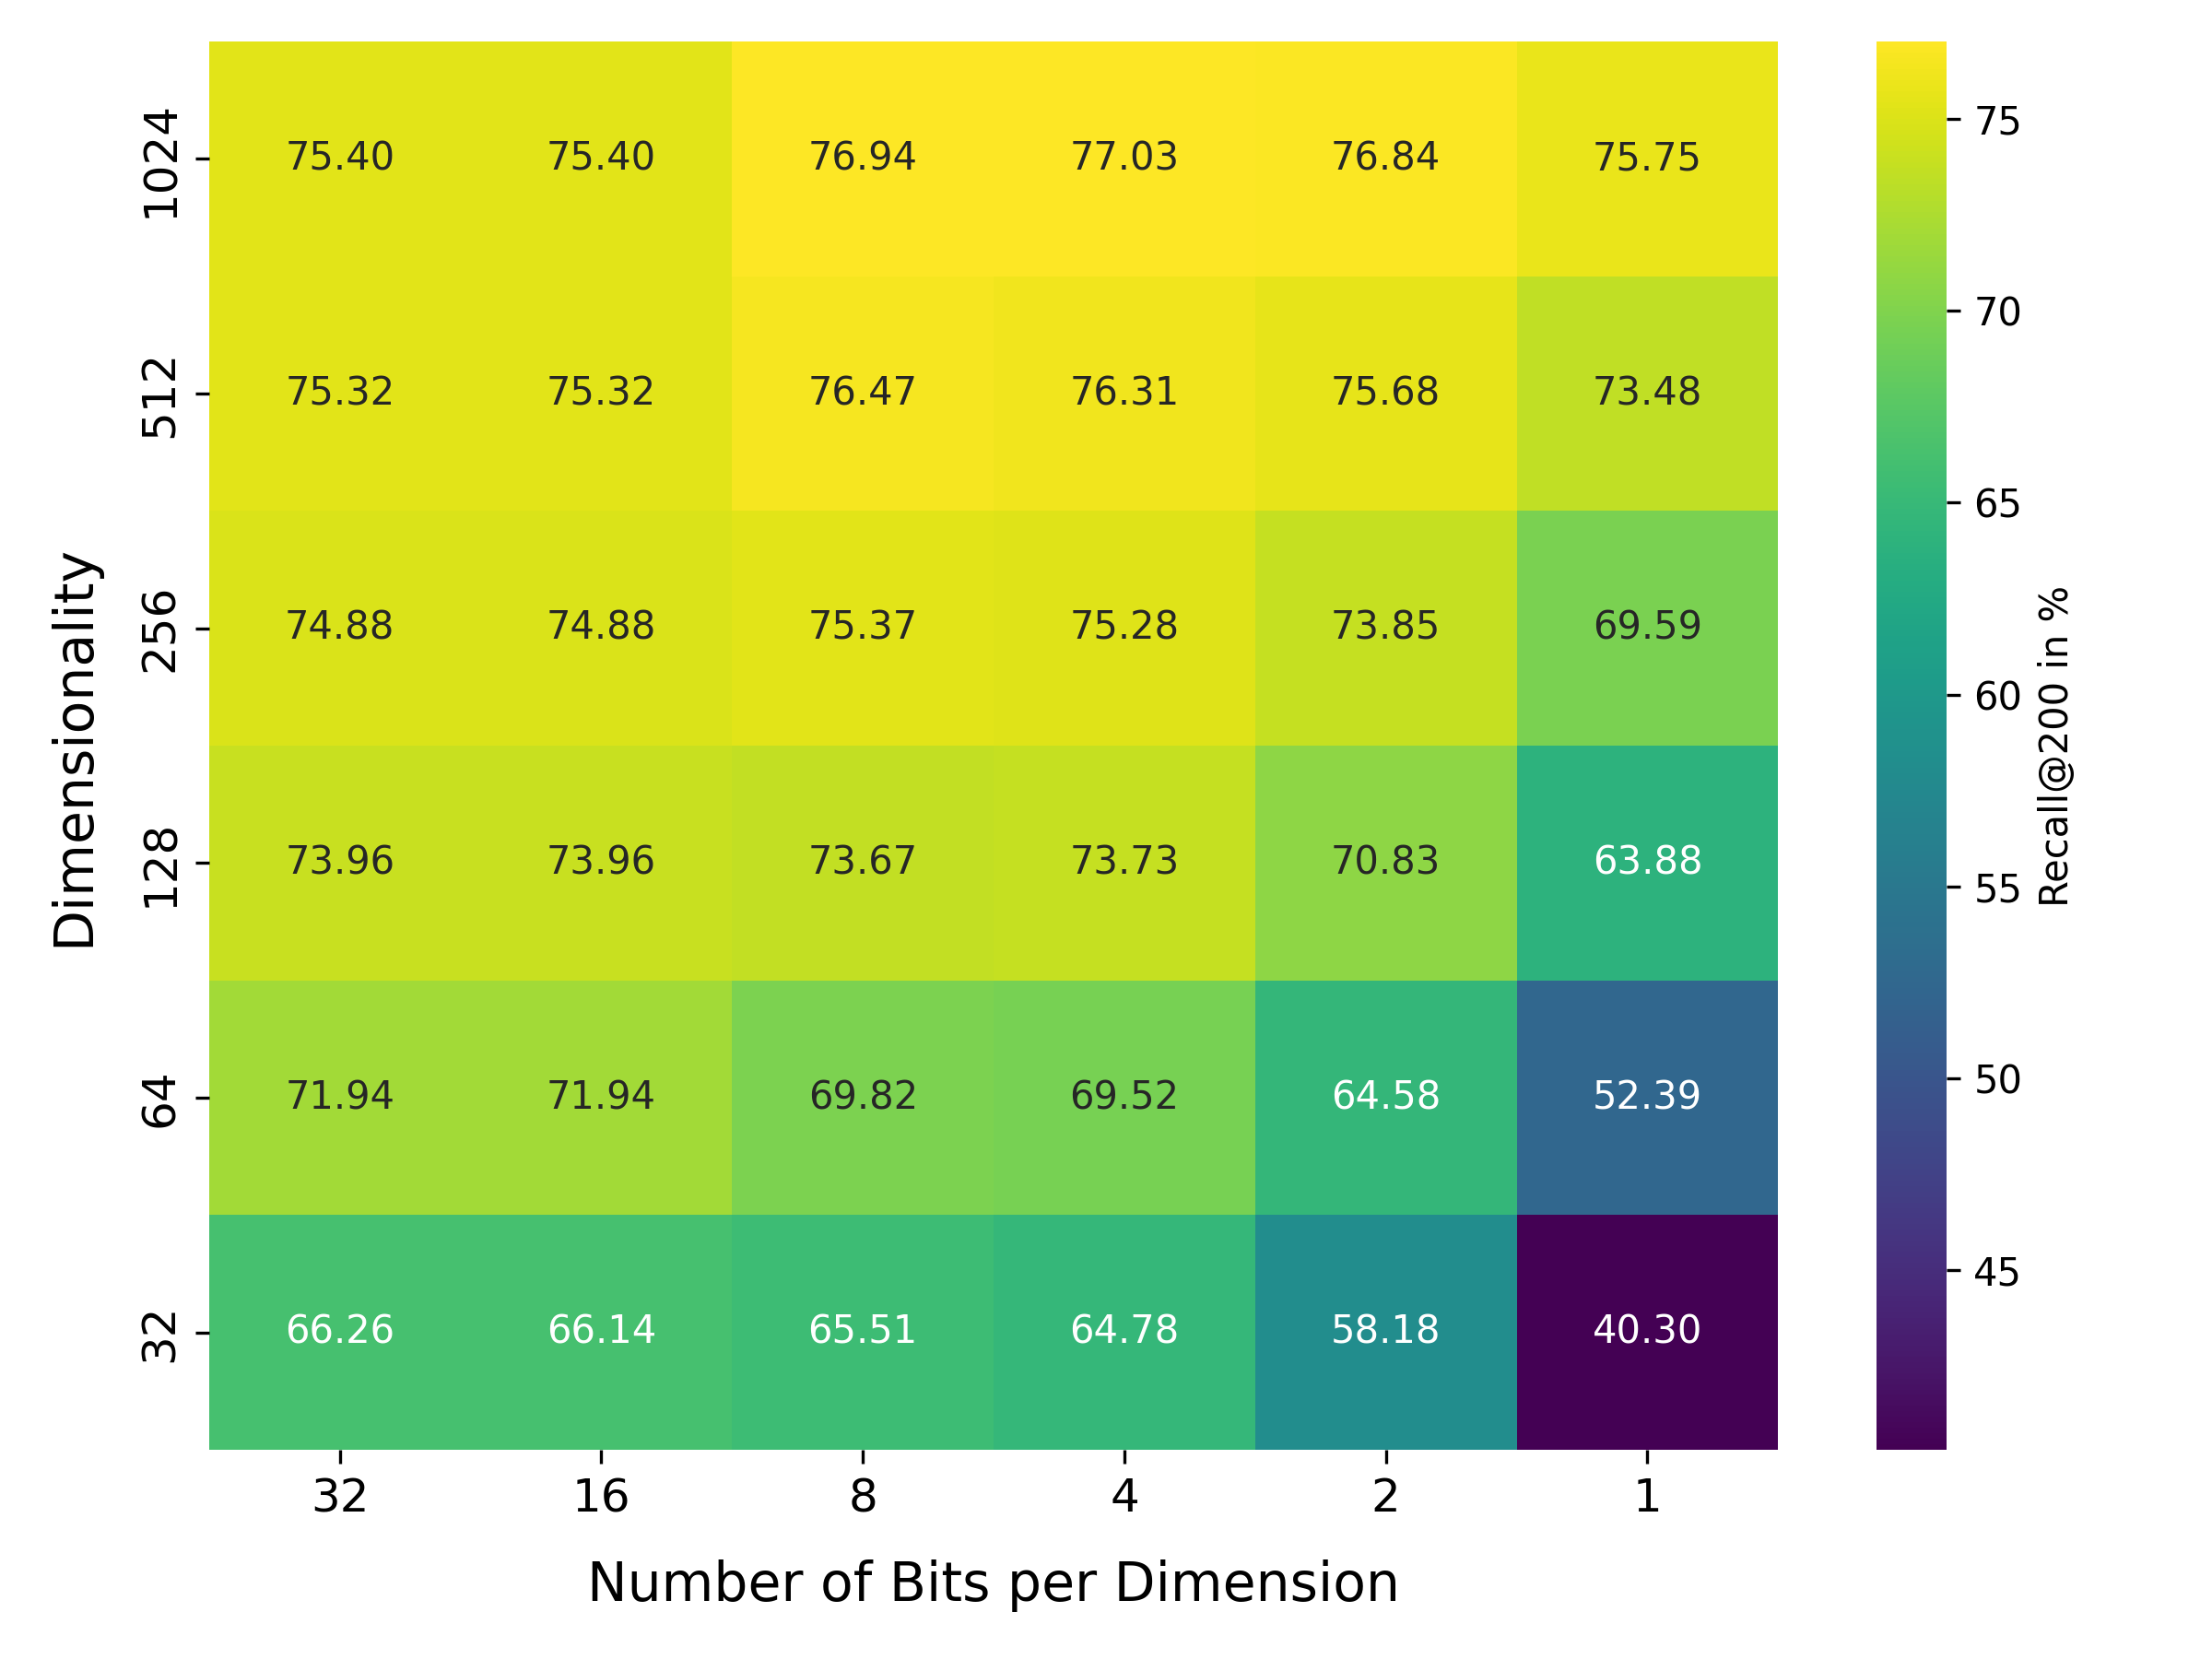 1024 75.40 75.40 76.94 77.03 76.84 75.75
512 75.32 75.32 76.47 76.31 75.68 73.48
256 74.88 74.88 75.37 75.28 73.85 69.59
128 73.96 73.96 73.67 73.73 70.83 63.88
64 71.94 71.94 69.82 69.52 64.58 52.39
32 66.26 66.14 65.51 64.78 58.18 40.30
32 16 8 4 2 1
Number of Bits per Dimension
Dimensionality
75
70
65
60
55
50
45
Recall@200 in %